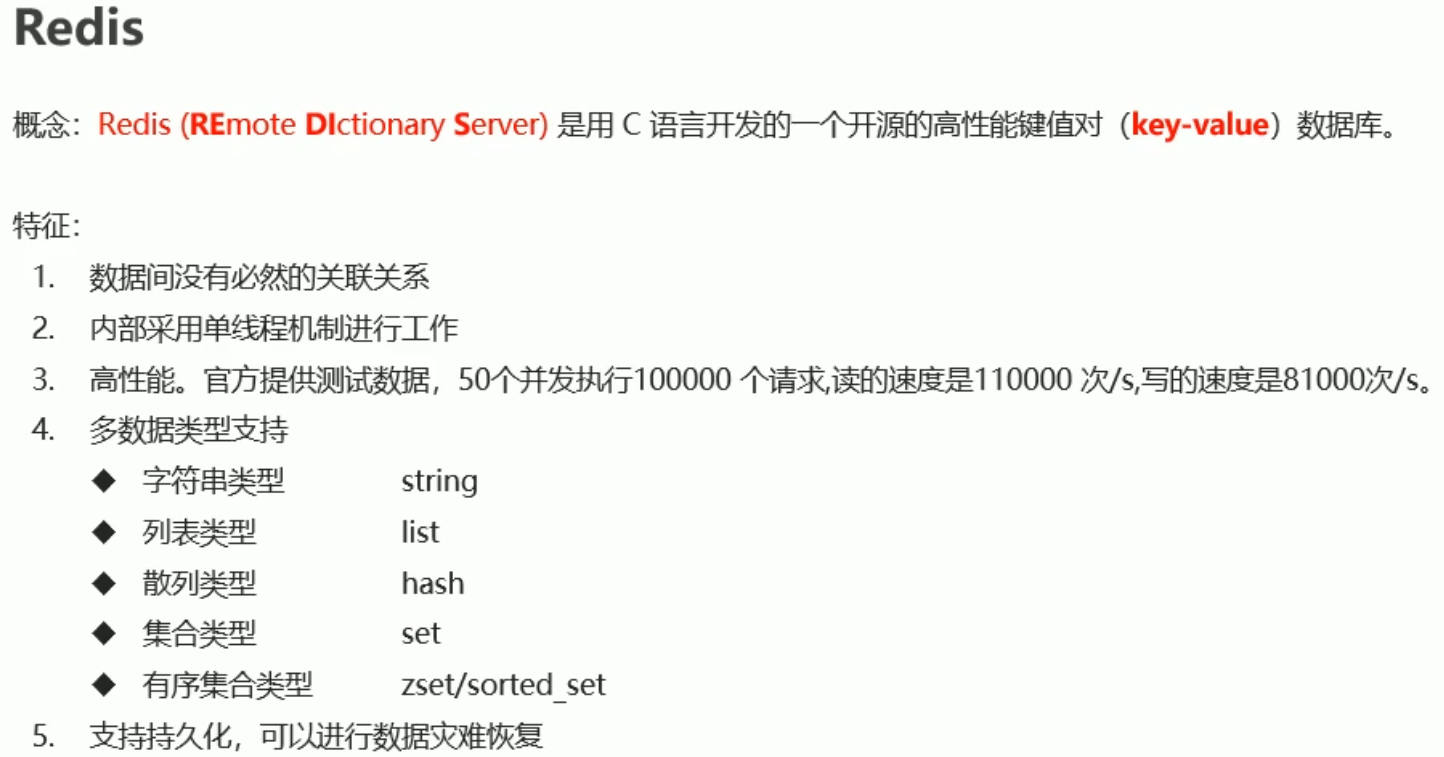 Redis
概念：Redis (REmote DIctionary Server) 是用 C 语言开发的一个开源的高性能键值对（key-value）数据库。
特征：
1. 数据间没有必然的关联关系
2. 内部采用单线程机制进行工作
3. 高性能。官方提供测试数据，50个并发执行100000 个请求,读的速度是110000 次/s,写的速度是81000次/s。
4. 多数据类型支持
◆ 字符串类型 string
◆ 列表类型 list
◆ 散列类型 hash
◆ 集合类型 set
◆ 有序集合类型 zset/sorted_set
5. 支持持久化，可以进行数据灾难恢复